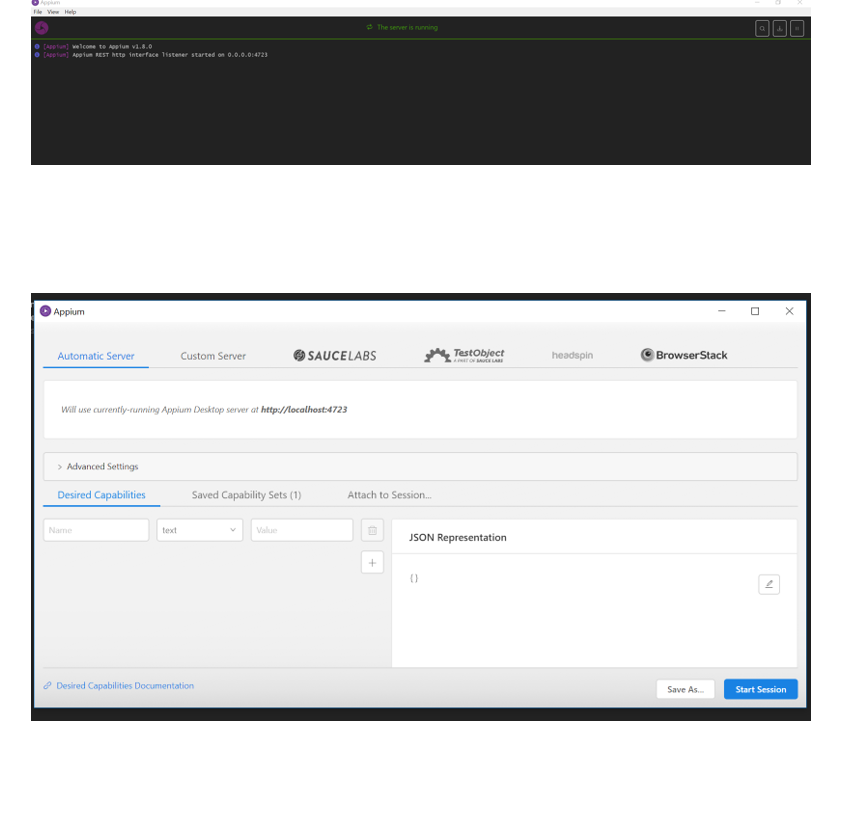 Appium
File View Help
The server is running
[Appium] Welcome to Appium v1.8.0
[Appium] Appium REST http interface listener started on 0.0.0.0:4723
Appium
Automatic Server Custom Server SAUCELABS TestObject headspin BrowserStack
A PART OF SAUCE LABS
Will use currently-running Appium Desktop server at http://localhost:4723
> Advanced Settings
Desired Capabilities Saved Capability Sets (1) Attach to Session...
Name text Value
JSON Representation
{}
Desired Capabilities Documentation Save As... Start Session